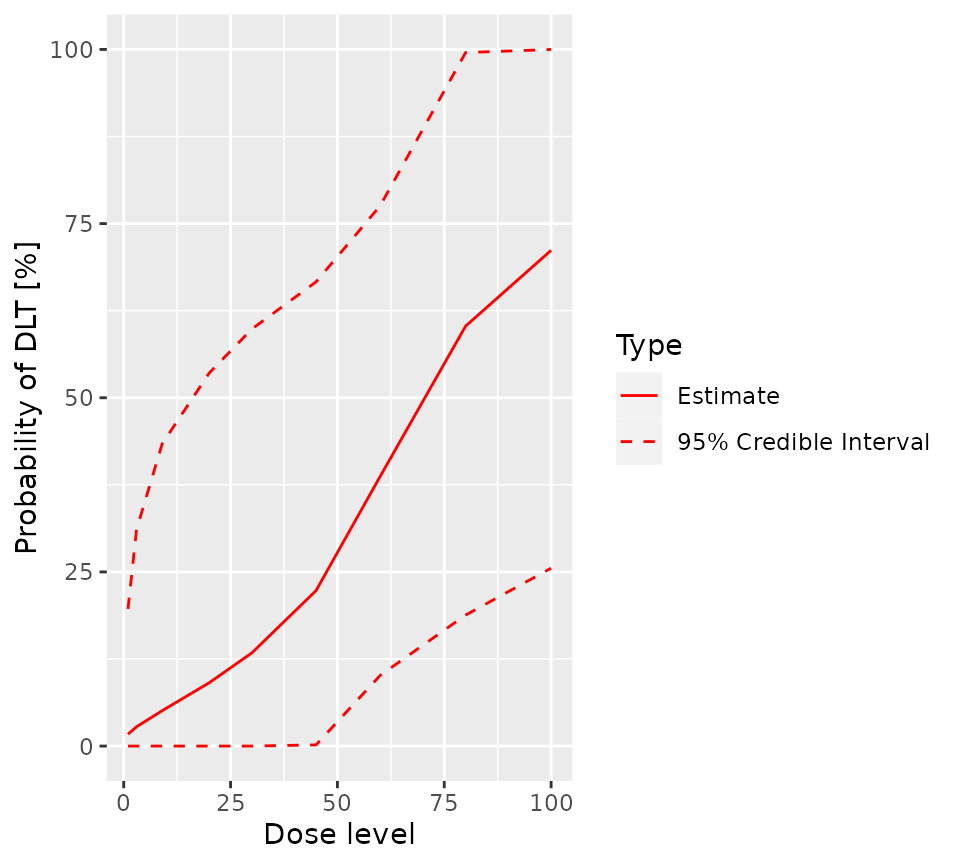 100
75
50
25
0
0 25 50 75 100
Dose level
Probability of DLT [%]
Type
Estimate
95% Credible Interval